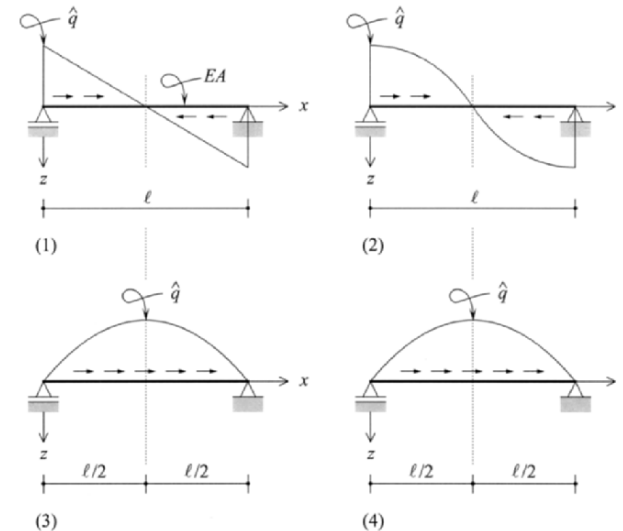 q̂
EA
x
z
ℓ
(1)
q̂
z
ℓ
(2)
q̂
x
z
ℓ/2
ℓ/2
(3)
q̂
z
ℓ/2
ℓ/2
(4)